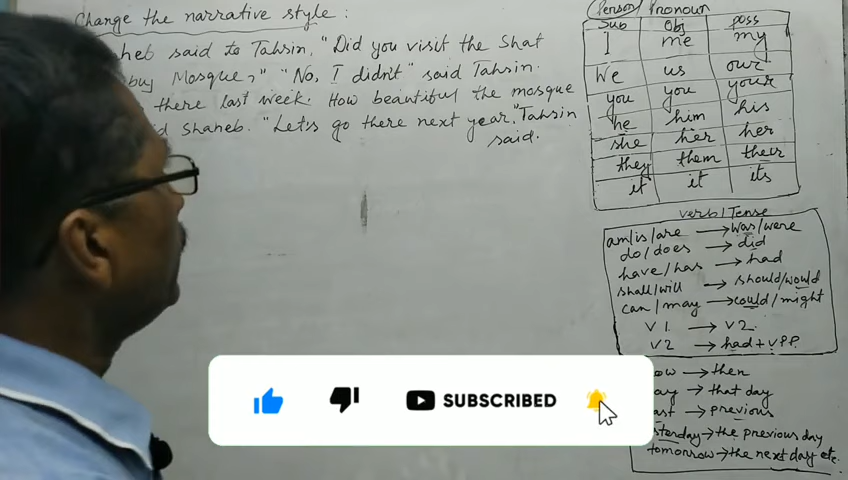 Change the narrative style :
heb said to Tahsin, "Did you visit the Shat
buy Mosque?" "No, I didn't" said Tahsin.
there last week. How beautiful the mosque
Shaheb. "Let's go there next year," Tahsin
said.
Person/Pronoun
Sub obj poss
I me my
We us our
you you your
he him his
she her her
they them their
it it its
verb/Tense
am/is/are → was/were
do/does → did
have/has → had
shall/will → should/would
can/may → could/might
V1 → V2
V2 → had+VPP
ow → then
ay → that day
ast → previous
sterday → the previous day
tomorrow → the next day etc.
SUBSCRIBED